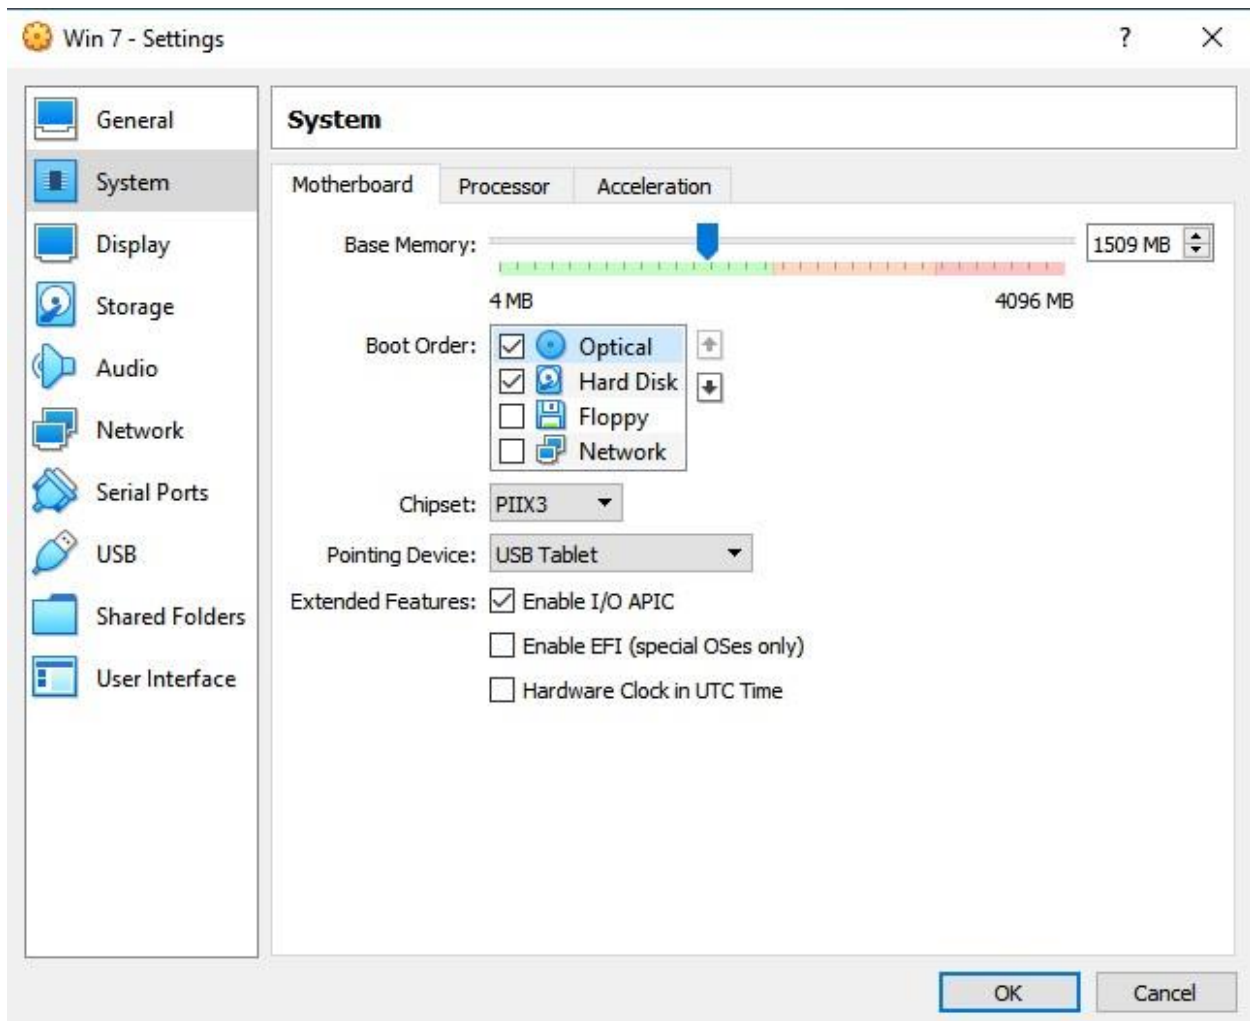 Win 7 - Settings ?
General
System
Display
Storage
Audio
Network
Serial Ports
USB
Shared Folders
User Interface
System
Motherboard Processor Acceleration
Base Memory: 1509 MB
4 MB 4096 MB
Boot Order: Optical
Hard Disk
Floppy
Network
Chipset: PIIX3
Pointing Device: USB Tablet
Extended Features: Enable I/O APIC
Enable EFI (special OSes only)
Hardware Clock in UTC Time
OK Cancel